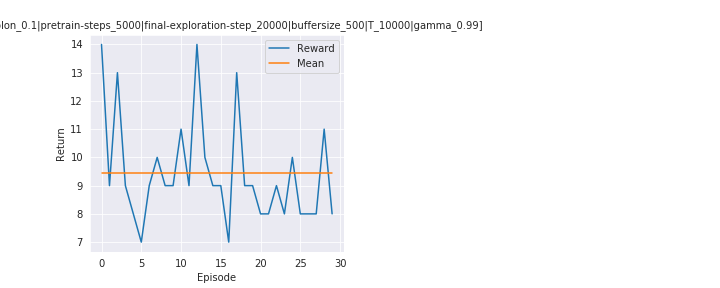 olon_0.1|pretrain-steps_5000|final-exploration-step_20000|buffersize_500|T_10000|gamma_0.99]
Reward
Mean
14
13
12
11
10
9
8
7
Return
0 5 10 15 20 25 30
Episode